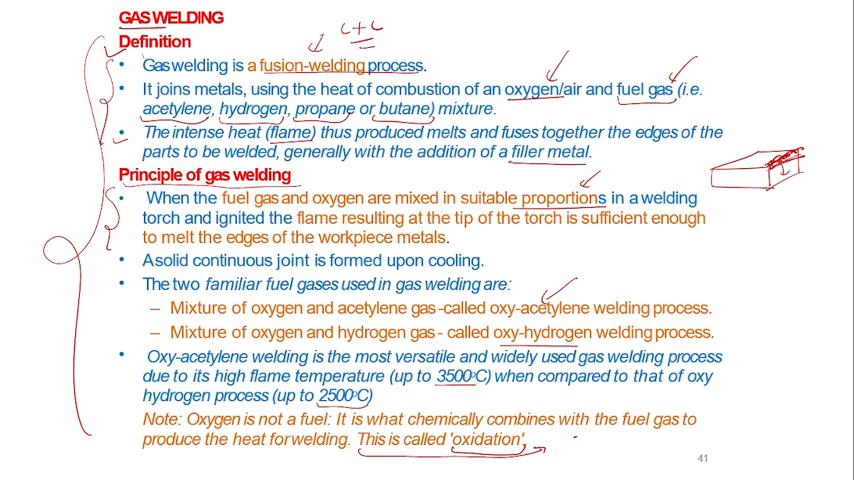 GAS WELDING
L+L
Definition
• Gas welding is a fusion-welding process.
• It joins metals, using the heat of combustion of an oxygen/air and fuel gas (i.e.
acetylene, hydrogen, propane or butane) mixture.
• The intense heat (flame) thus produced melts and fuses together the edges of the
parts to be welded, generally with the addition of a filler metal.
Principle of gas welding
• When the fuel gas and oxygen are mixed in suitable proportions in a welding
torch and ignited the flame resulting at the tip of the torch is sufficient enough
to melt the edges of the workpiece metals.
• A solid continuous joint is formed upon cooling.
• The two familiar fuel gases used in gas welding are:
– Mixture of oxygen and acetylene gas -called oxy-acetylene welding process.
– Mixture of oxygen and hydrogen gas - called oxy-hydrogen welding process.
• Oxy-acetylene welding is the most versatile and widely used gas welding process
due to its high flame temperature (up to 3500°C) when compared to that of oxy
hydrogen process (up to 2500°C)
Note: Oxygen is not a fuel: It is what chemically combines with the fuel gas to
produce the heat for welding. This is called 'oxidation'.
41